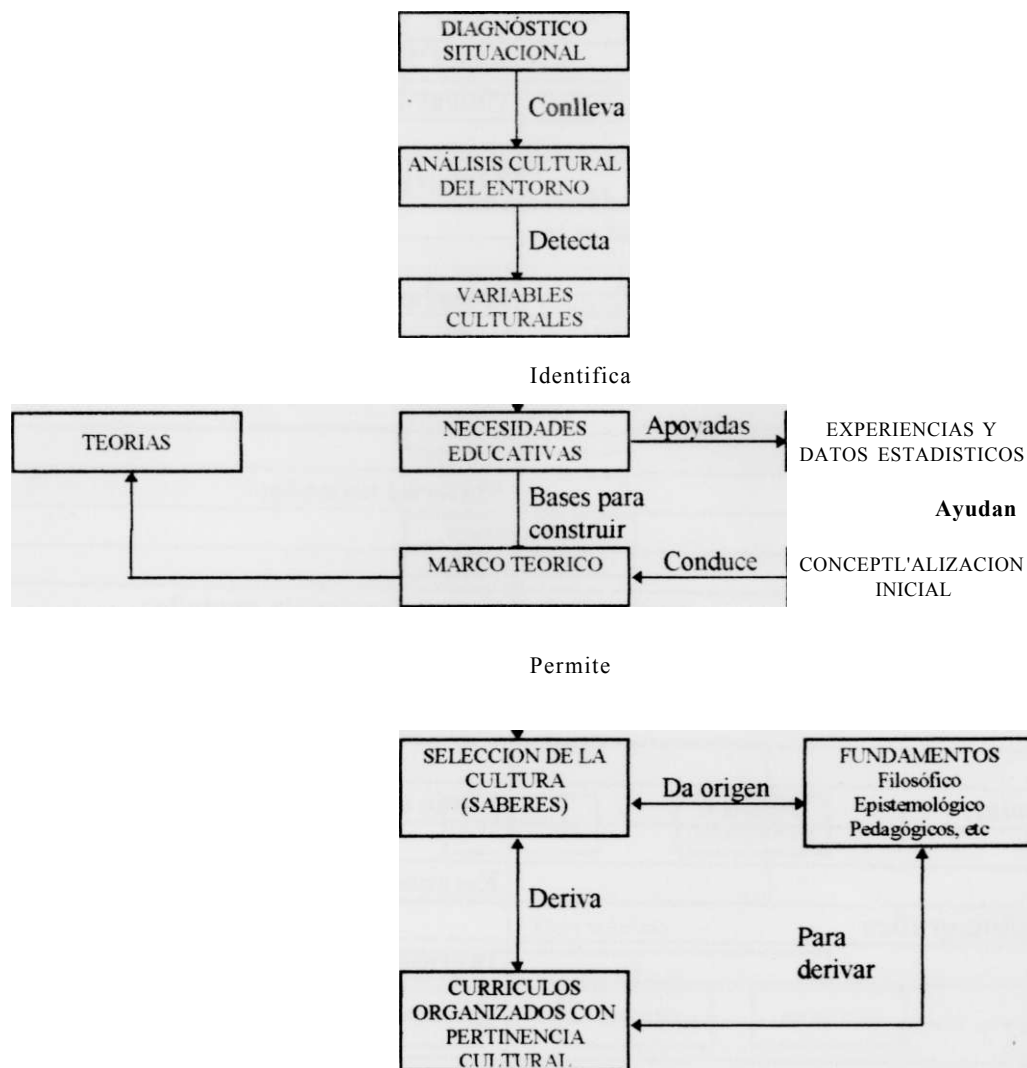 DIAGNÓSTICO
SITUACIONAL
Conlleva
ANÁLISIS CULTURAL
DEL ENTORNO
Detecta
VARIABLES
CULTURALES
Identifica
TEORIAS
NECESIDADES
EDUCATIVAS
Apoyadas
EXPERIENCIAS Y
DATOS ESTADISTICOS
Bases para
construir
Ayudan
MARCO TEORICO
Conduce
CONCEPTL'ALIZACION
INICIAL
Permite
SELECCION DE LA
CULTURA
(SABERES)
Da origen
FUNDAMENTOS
Filosófico
Epistemológico
Pedagógicos, etc
Deriva
Para
derivar
CURRICULOS
ORGANIZADOS CON
PERTINENCIA
CULTURAL